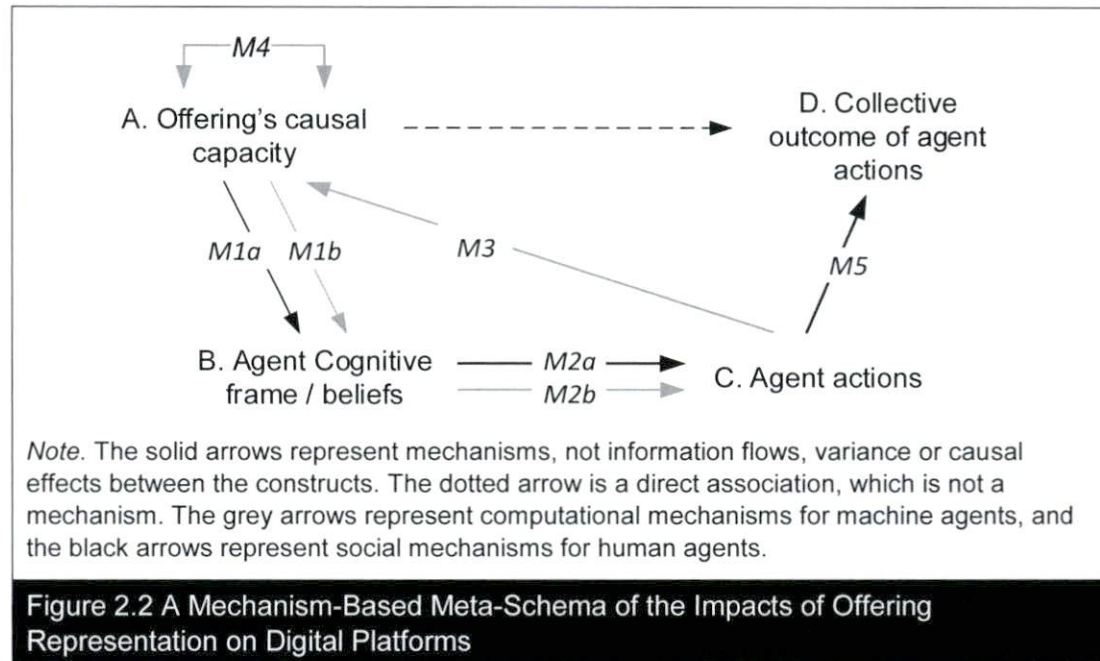 M4
A. Offering's causal
capacity
D. Collective
outcome of agent
actions
M1a
M1b
M3
M5
B. Agent Cognitive
frame / beliefs
M2a
M2b
C. Agent actions
Note. The solid arrows represent mechanisms, not information flows, variance or causal
effects between the constructs. The dotted arrow is a direct association, which is not a
mechanism. The grey arrows represent computational mechanisms for machine agents, and
the black arrows represent social mechanisms for human agents.
Figure 2.2 A Mechanism-Based Meta-Schema of the Impacts of Offering
Representation on Digital Platforms